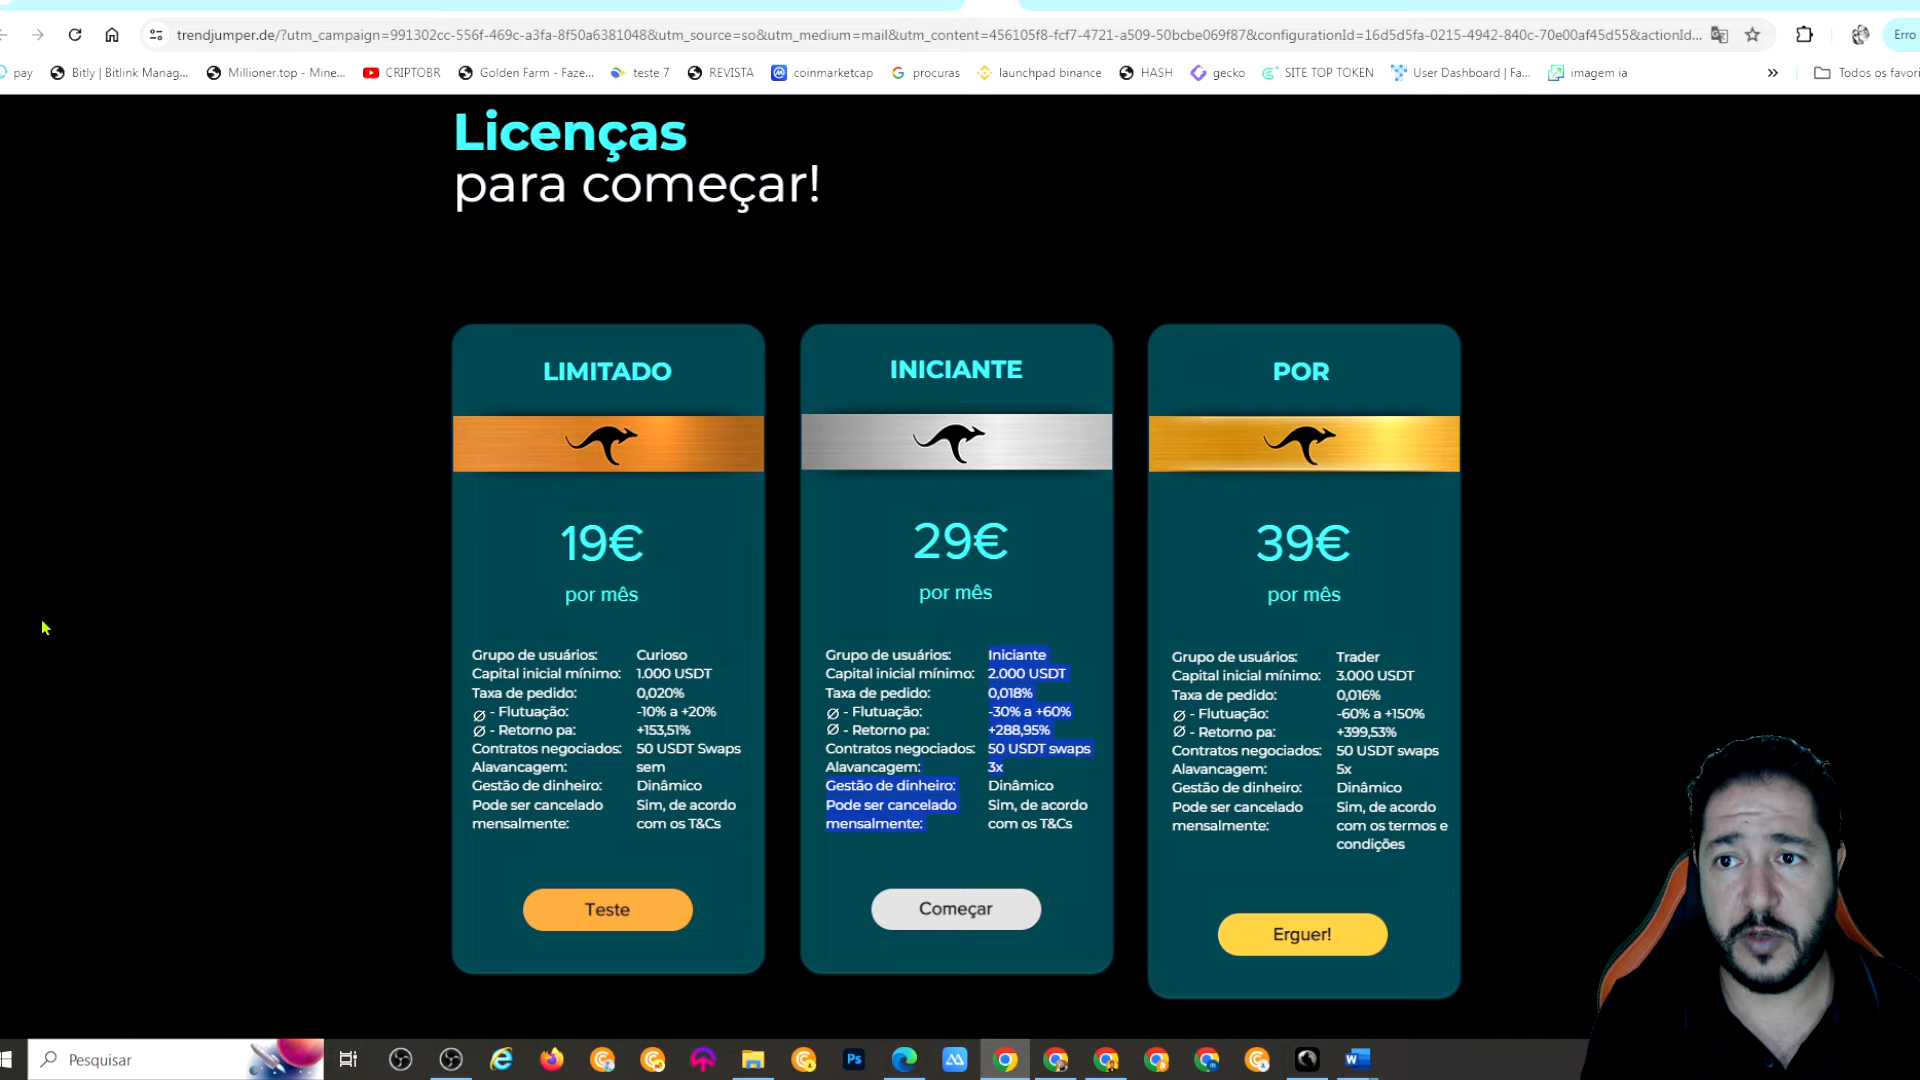 trendjumper.de/?utm_campaign=991302cc-556f-469c-a3fa-8f50a6381048&utm_source=so&utm_medium=mail&utm_content=456105f8-fcf7-4721-a509-50bcbe069f87&configurationId=16d5d5fa-0215-4942-840c-70e00af45d55&actionId...
Erro
pay
Bitly | Bitlink Manag...
Millioner.top - Mine...
CRIPTOBR
Golden Farm - Faze...
teste 7
REVISTA
coinmarketcap
procuras
launchpad binance
HASH
gecko
SITE TOP TOKEN
User Dashboard | Fa...
imagem ia
»
Todos os favori
Licenças
para começar!
LIMITADO
19€
por mês
Grupo de usuários: Curioso
Capital inicial mínimo: 1.000 USDT
Taxa de pedido: 0,020%
Ø - Flutuação: -10% a +20%
Ø - Retorno pa: +153,51%
Contratos negociados: 50 USDT Swaps
Alavancagem: sem
Gestão de dinheiro: Dinâmico
Pode ser cancelado Sim, de acordo
mensalmente: com os T&Cs
Teste
INICIANTE
29€
por mês
Grupo de usuários: Iniciante
Capital inicial mínimo: 2.000 USDT
Taxa de pedido: 0,018%
Ø - Flutuação: -30% a +60%
Ø - Retorno pa: +288,95%
Contratos negociados: 50 USDT swaps
Alavancagem: 3x
Gestão de dinheiro: Dinâmico
Pode ser cancelado Sim, de acordo
mensalmente: com os T&Cs
Começar
POR
39€
por mês
Grupo de usuários: Trader
Capital inicial mínimo: 3.000 USDT
Taxa de pedido: 0,016%
Ø - Flutuação: -60% a +150%
Ø - Retorno pa: +399,53%
Contratos negociados: 50 USDT swaps
Alavancagem: 5x
Gestão de dinheiro: Dinâmico
Pode ser cancelado Sim, de acordo
mensalmente: com os termos e
condições
Erguer!
Pesquisar
Ps
W